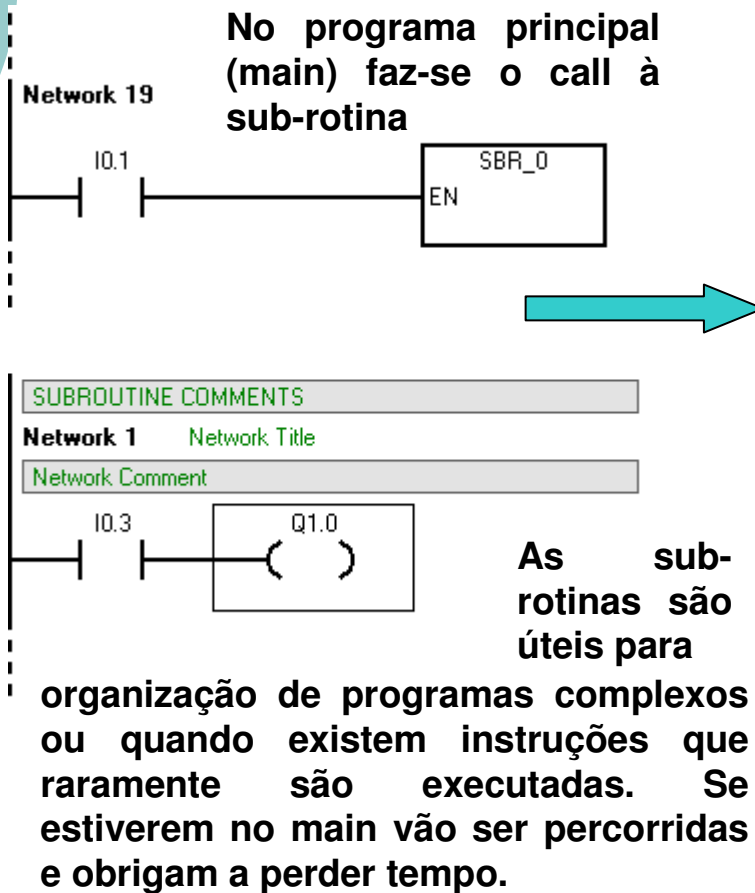 No programa principal
(main) faz-se o call à
sub-rotina
Network 19
I0.1
SBR_0
EN
SUBROUTINE COMMENTS
Network 1 Network Title
Network Comment
I0.3
Q1.0
As sub-
rotinas são
úteis para
organização de programas complexos
ou quando existem instruções que
raramente são executadas. Se
estiverem no main vão ser percorridas
e obrigam a perder tempo.